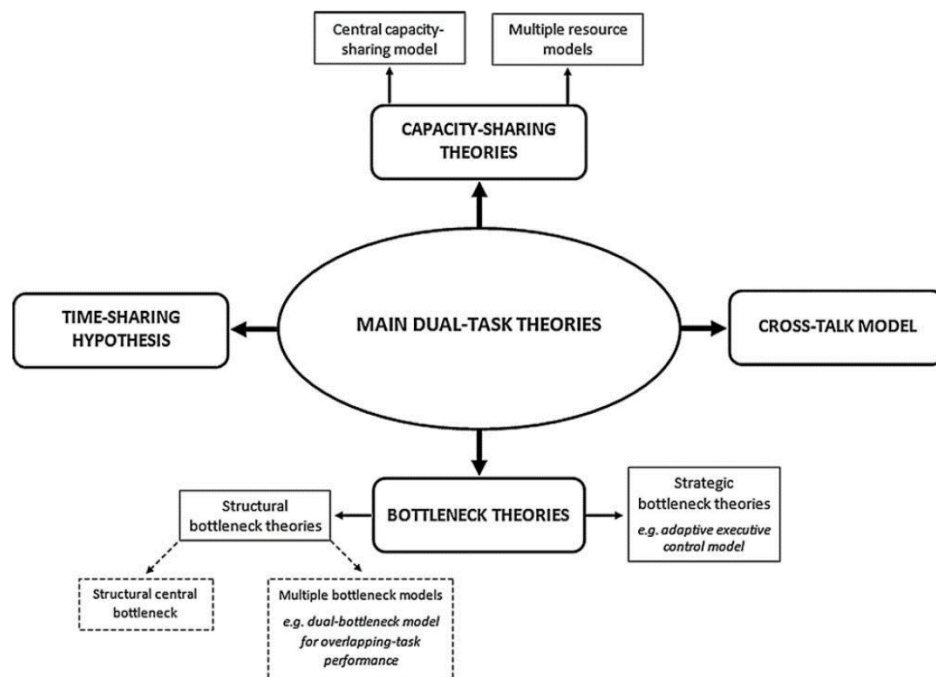 Central capacity-
sharing model
Multiple resource
models
CAPACITY-SHARING
THEORIES
TIME-SHARING
HYPOTHESIS
MAIN DUAL-TASK THEORIES
CROSS-TALK MODEL
BOTTLENECK THEORIES
Structural
bottleneck theories
Strategic
bottleneck theories
e.g. adaptive executive
control model
Structural central
bottleneck
Multiple bottleneck models
e.g. dual-bottleneck model
for overlapping-task
performance